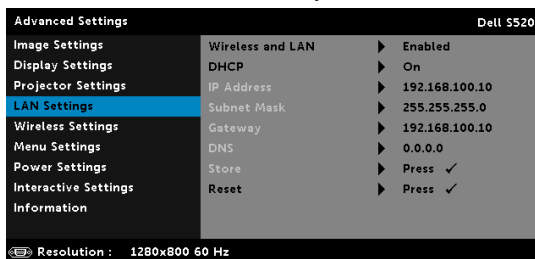 Advanced Settings Dell S520
Image Settings Wireless and LAN Enabled
Display Settings DHCP On
Projector Settings IP Address 192.168.100.10
LAN Settings Subnet Mask 255.255.255.0
Wireless Settings Gateway 192.168.100.10
Menu Settings DNS 0.0.0.0
Power Settings Store Press ✓
Interactive Settings Reset Press ✓
Information
Resolution : 1280x800 60 Hz